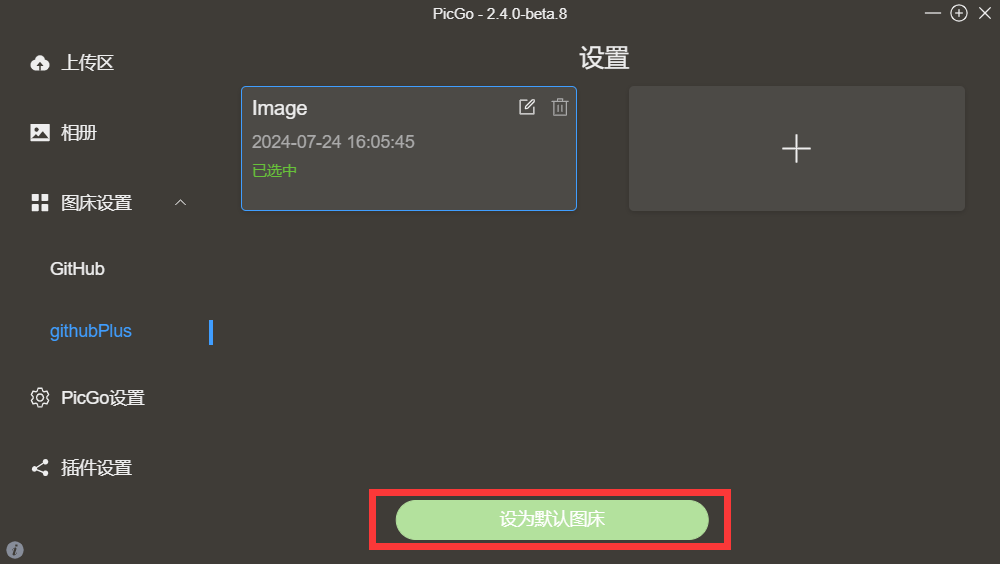 PicGo - 2.4.0-beta.8
上传区
相册
图床设置
GitHub
githubPlus
PicGo设置
插件设置
设置
Image
2024-07-24 16:05:45
已选中
设为默认图床